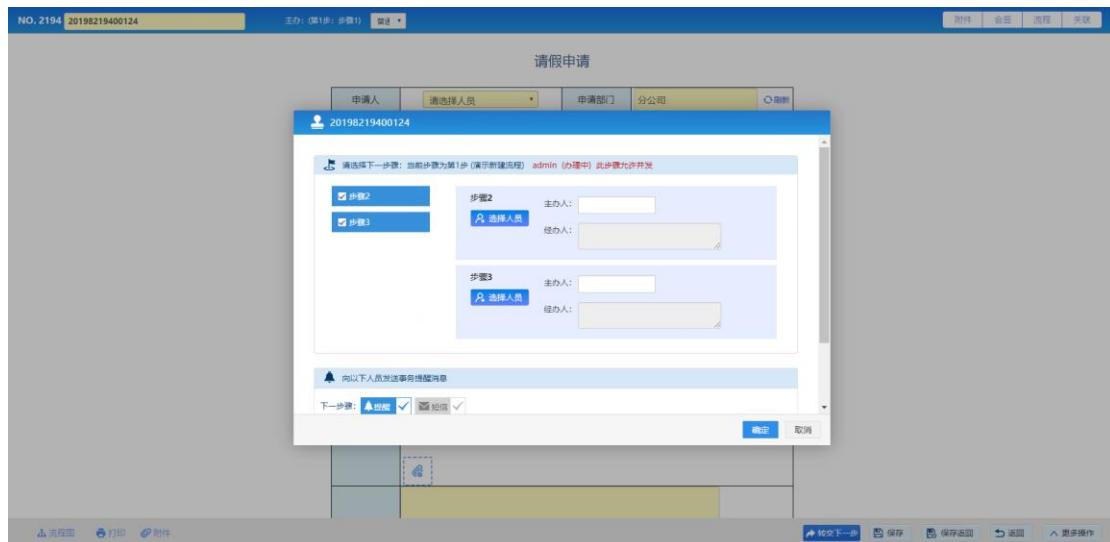 NO. 2194 20198219400124 主办: (第1步: 步骤1) 普通 附件 会签 流程 关联
请假申请
申请人 请选择人员 申请部门 分公司 刷新
20198219400124
请选择下一步骤: 当前步骤为第1步 (演示新建流程) admin (办理中) 此步骤允许并发
步骤2
步骤3
步骤2 主办人:
选择人员
经办人:
步骤3 主办人:
选择人员
经办人:
向以下人员发送事务提醒消息
下一步骤: 提醒 短信
确定 取消
流程图 打印 附件 转交下一步 保存 保存返回 返回 更多操作